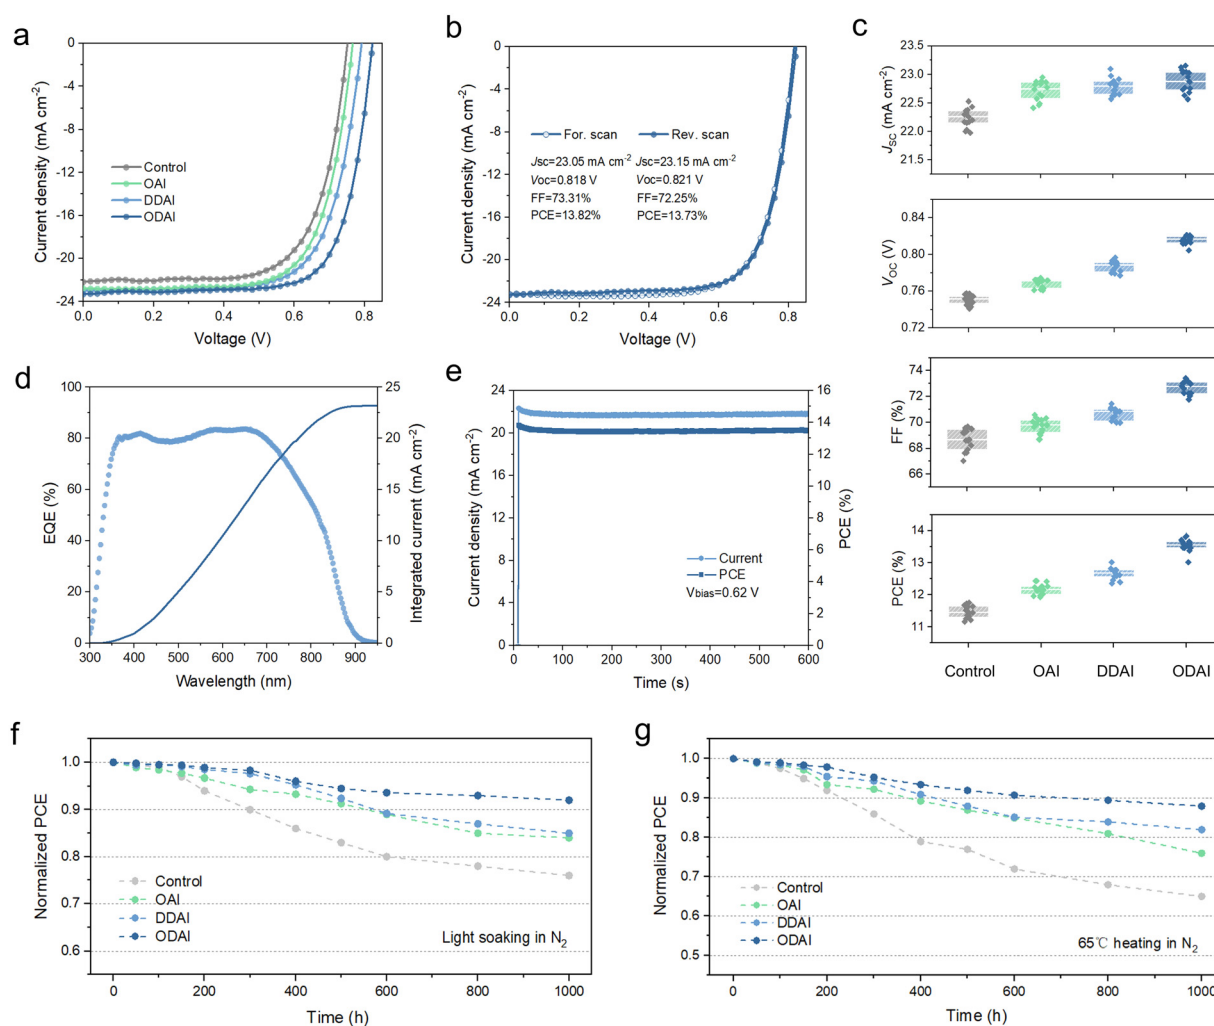 a
0
-4
-8
-12
-16
-20
-24
Current density (mA cm⁻²)
Control
OAI
DDAI
ODAI
0.0 0.2 0.4 0.6 0.8
Voltage (V)
b
0
-4
-8
-12
-16
-20
-24
Current density (mA cm⁻²)
For. scan Rev. scan
Jsc=23.05 mA cm⁻² Jsc=23.15 mA cm⁻²
Voc=0.818 V Voc=0.821 V
FF=73.31% FF=72.25%
PCE=13.82% PCE=13.73%
0.0 0.2 0.4 0.6 0.8
Voltage (V)
c
23.5
23.0
22.5
22.0
21.5
JSC (mA cm⁻²)
0.84
0.80
0.76
0.72
VOC (V)
74
72
70
68
66
FF (%)
14
13
12
11
PCE (%)
Control OAI DDAI ODAI
d
100
80
60
40
20
0
EQE (%)
25
20
15
10
5
0
Integrated current (mA cm⁻²)
300 400 500 600 700 800 900
Wavelength (nm)
e
24
20
16
12
8
4
0
Current density (mA cm⁻²)
16
14
12
10
8
6
4
2
0
PCE (%)
Current
PCE
Vbias=0.62 V
0 100 200 300 400 500 600
Time (s)
f
1.0
0.9
0.8
0.7
0.6
Normalized PCE
Control
OAI
DDAI
ODAI
Light soaking in N₂
0 200 400 600 800 1000
Time (h)
g
1.0
0.9
0.8
0.7
0.6
0.5
Normalized PCE
Control
OAI
DDAI
ODAI
65℃ heating in N₂
0 200 400 600 800 1000
Time (h)